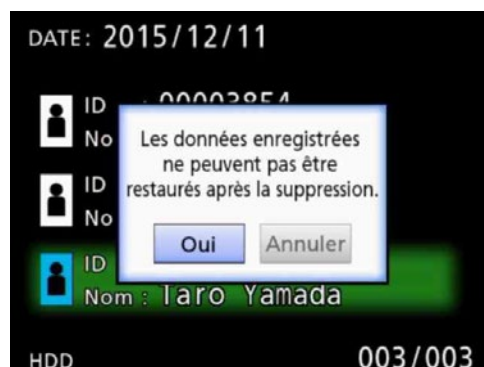 DATE: 2015/12/11
ID : 00003854
No
Les données enregistrées
ne peuvent pas être
restaurés après la suppression.
Oui Annuler
ID
No
ID
Nom : Taro Yamada
HDD 003/003